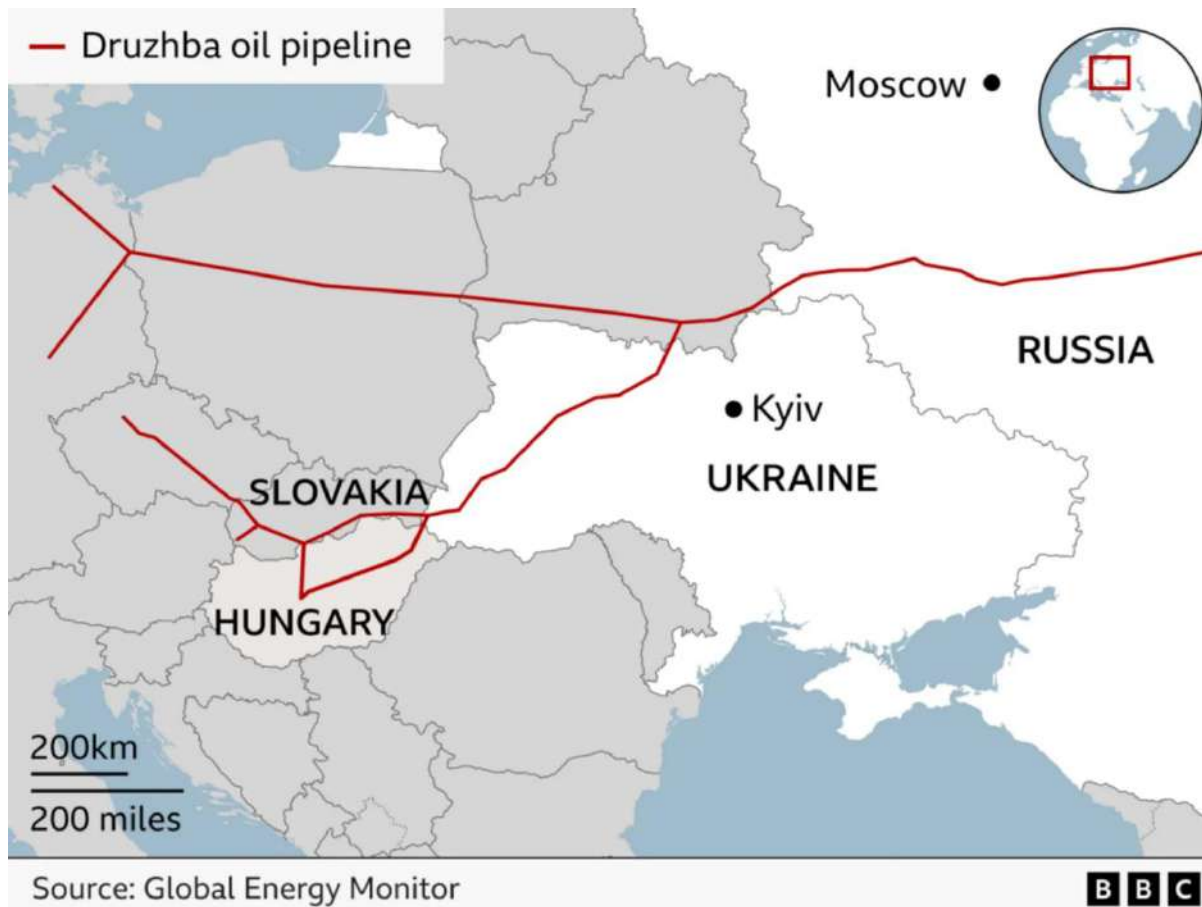 Druzhba oil pipeline
Moscow
RUSSIA
Kyiv
UKRAINE
SLOVAKIA
HUNGARY
200km
200 miles
Source: Global Energy Monitor
BBC